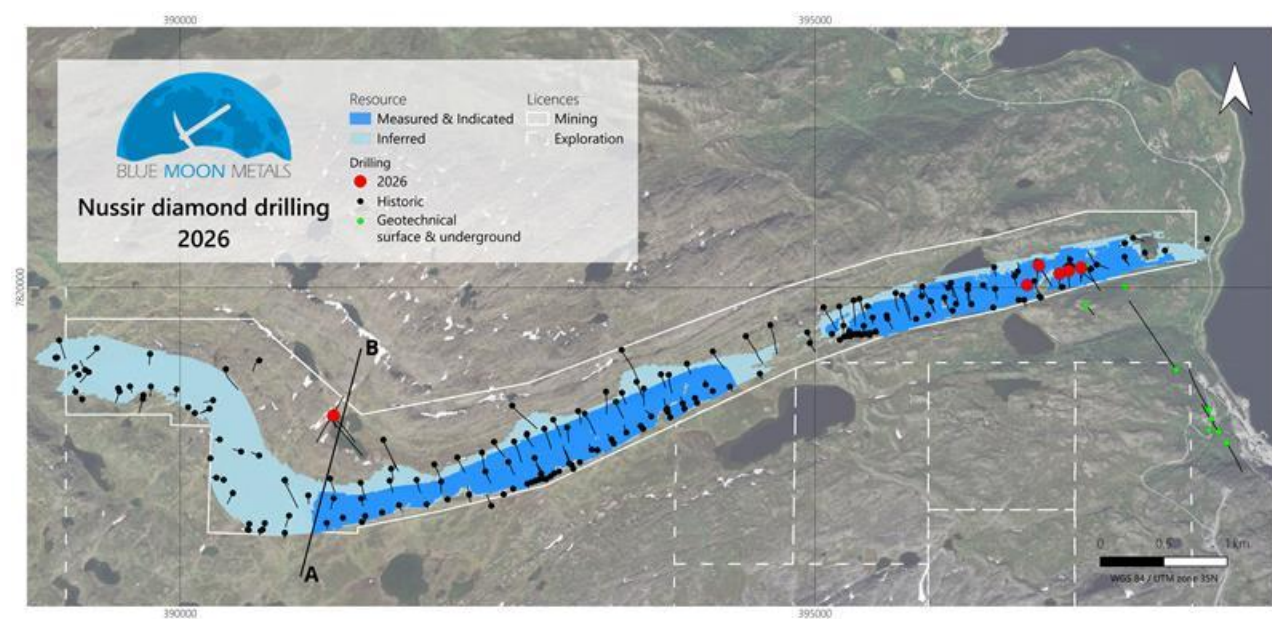 390000
395000
BLUE MOON METALS
Nussir diamond drilling
2026
Resource
Measured & Indicated
Inferred
Licences
Mining
Exploration
Drilling
2026
Historic
Geotechnical
surface & underground
7820000
7820000
B
A
0
0.5
1 km
WGS 84 / UTM zone 35N
390000
395000